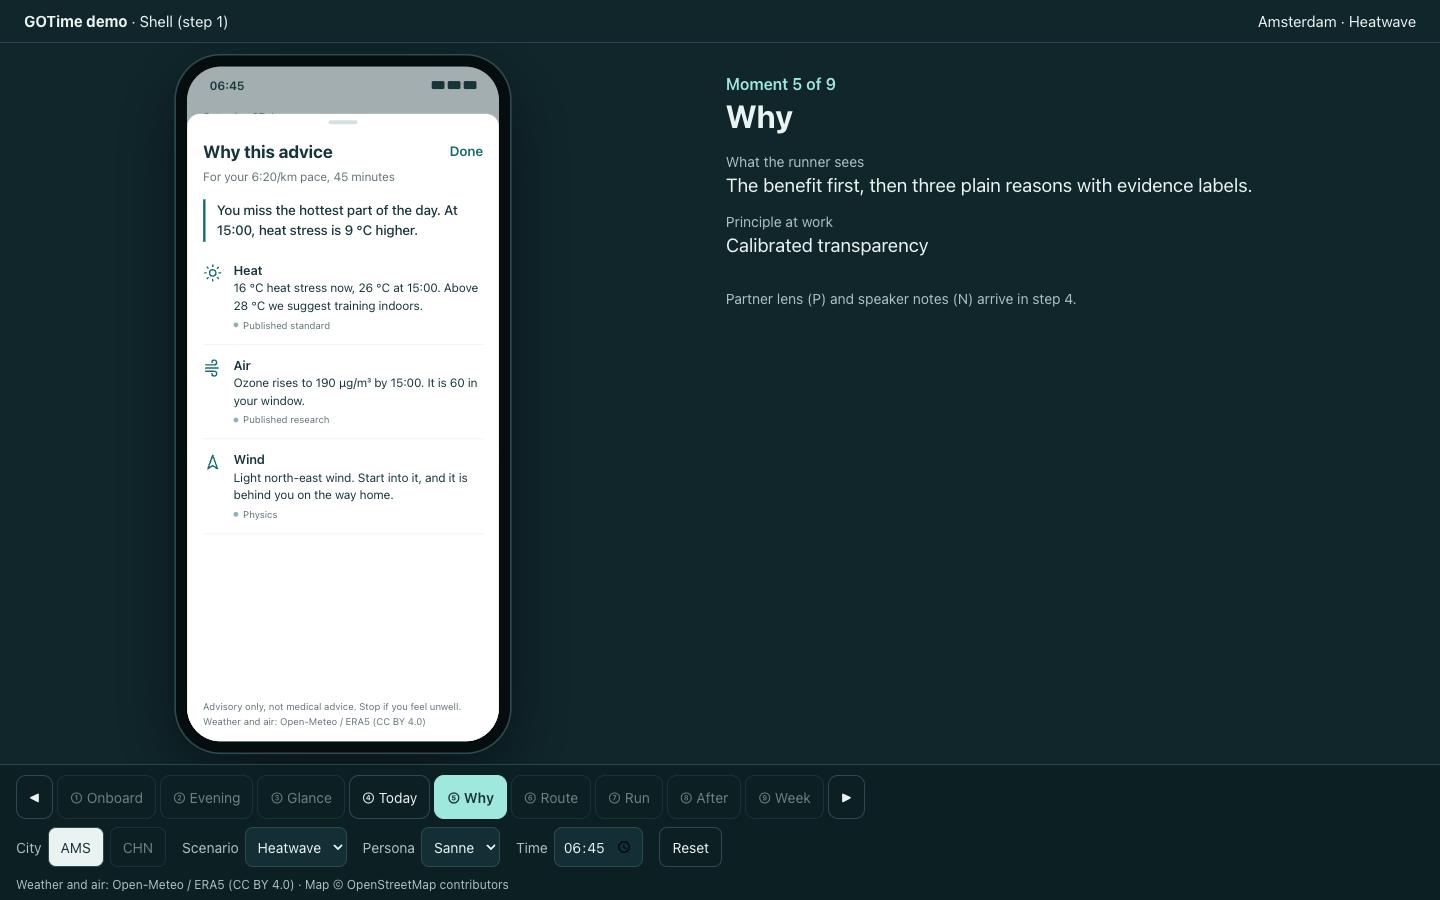 GOTime demo · Shell (step 1)
Amsterdam · Heatwave
06:45
Why this advice
Done
For your 6:20/km pace, 45 minutes
You miss the hottest part of the day. At
15:00, heat stress is 9 °C higher.
Heat
16 °C heat stress now, 26 °C at 15:00. Above
28 °C we suggest training indoors.
Published standard
Air
Ozone rises to 190 µg/m³ by 15:00. It is 60 in
your window.
Published research
Wind
Light north-east wind. Start into it, and it is
behind you on the way home.
Physics
Advisory only, not medical advice. Stop if you feel unwell.
Weather and air: Open-Meteo / ERA5 (CC BY 4.0)
Moment 5 of 9
Why
What the runner sees
The benefit first, then three plain reasons with evidence labels.
Principle at work
Calibrated transparency
Partner lens (P) and speaker notes (N) arrive in step 4.
◀ ① Onboard ② Evening ③ Glance ④ Today ⑤ Why ⑥ Route ⑦ Run ⑧ After ⑨ Week ▶
City AMS CHN Scenario Heatwave Persona Sanne Time 06:45 Reset
Weather and air: Open-Meteo / ERA5 (CC BY 4.0) · Map © OpenStreetMap contributors